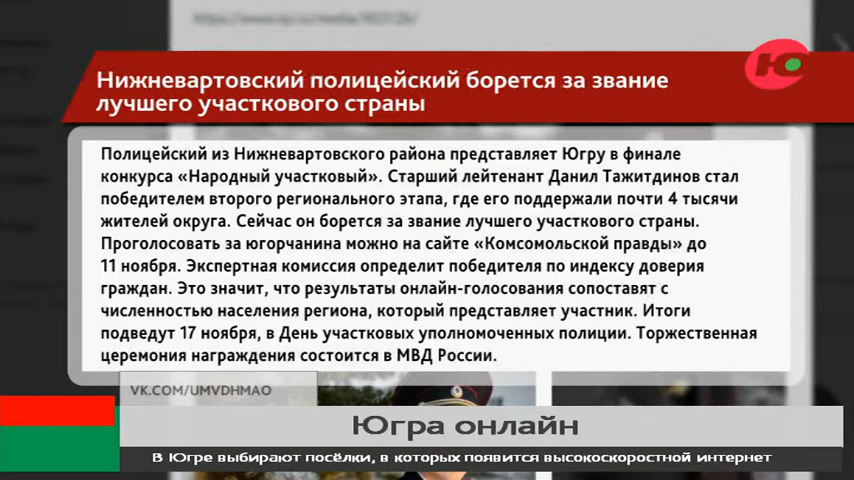 Нижневартовский полицейский борется за звание
лучшего участкового страны
Ю
Полицейский из Нижневартовского района представляет Югру в финале
конкурса «Народный участковый». Старший лейтенант Данил Тажитдинов стал
победителем второго регионального этапа, где его поддержали почти 4 тысячи
жителей округа. Сейчас он борется за звание лучшего участкового страны.
Проголосовать за югорчанина можно на сайте «Комсомольской правды» до
11 ноября. Экспертная комиссия определит победителя по индексу доверия
граждан. Это значит, что результаты онлайн-голосования сопоставят с
численностью населения региона, который представляет участник. Итоги
подведут 17 ноября, в День участковых уполномоченных полиции. Торжественная
церемония награждения состоится в МВД России.
VK.COM/UMVDHMAO
Югра онлайн
В Югре выбирают посёлки, в которых появится высокоскоростной интернет